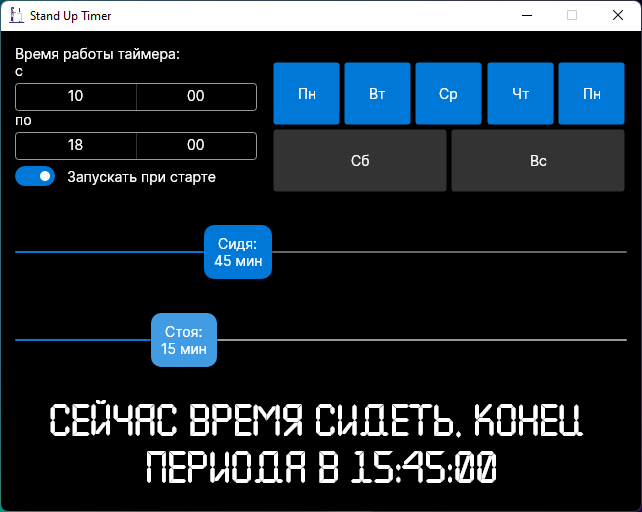 Stand Up Timer
Время работы таймера:
с
10 00
по
18 00
Запускать при старте
Пн Вт Ср Чт Пн
Сб Вс
Сидя:
45 мин
Стоя:
15 мин
СЕЙЧАС ВРЕМЯ СИДЕТЬ. КОНЕЦ
ПЕРИОДА В 15:45:00